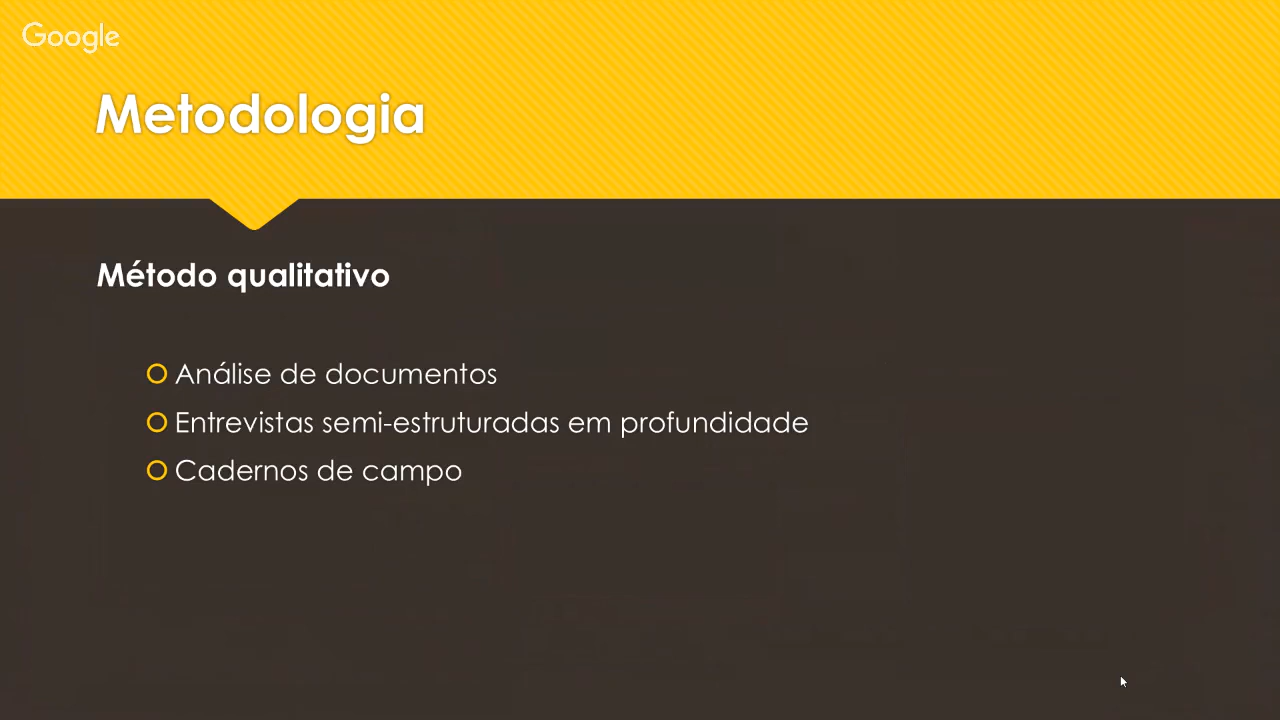 Google
Metodologia
Método qualitativo
Análise de documentos
Entrevistas semi-estruturadas em profundidade
Cadernos de campo